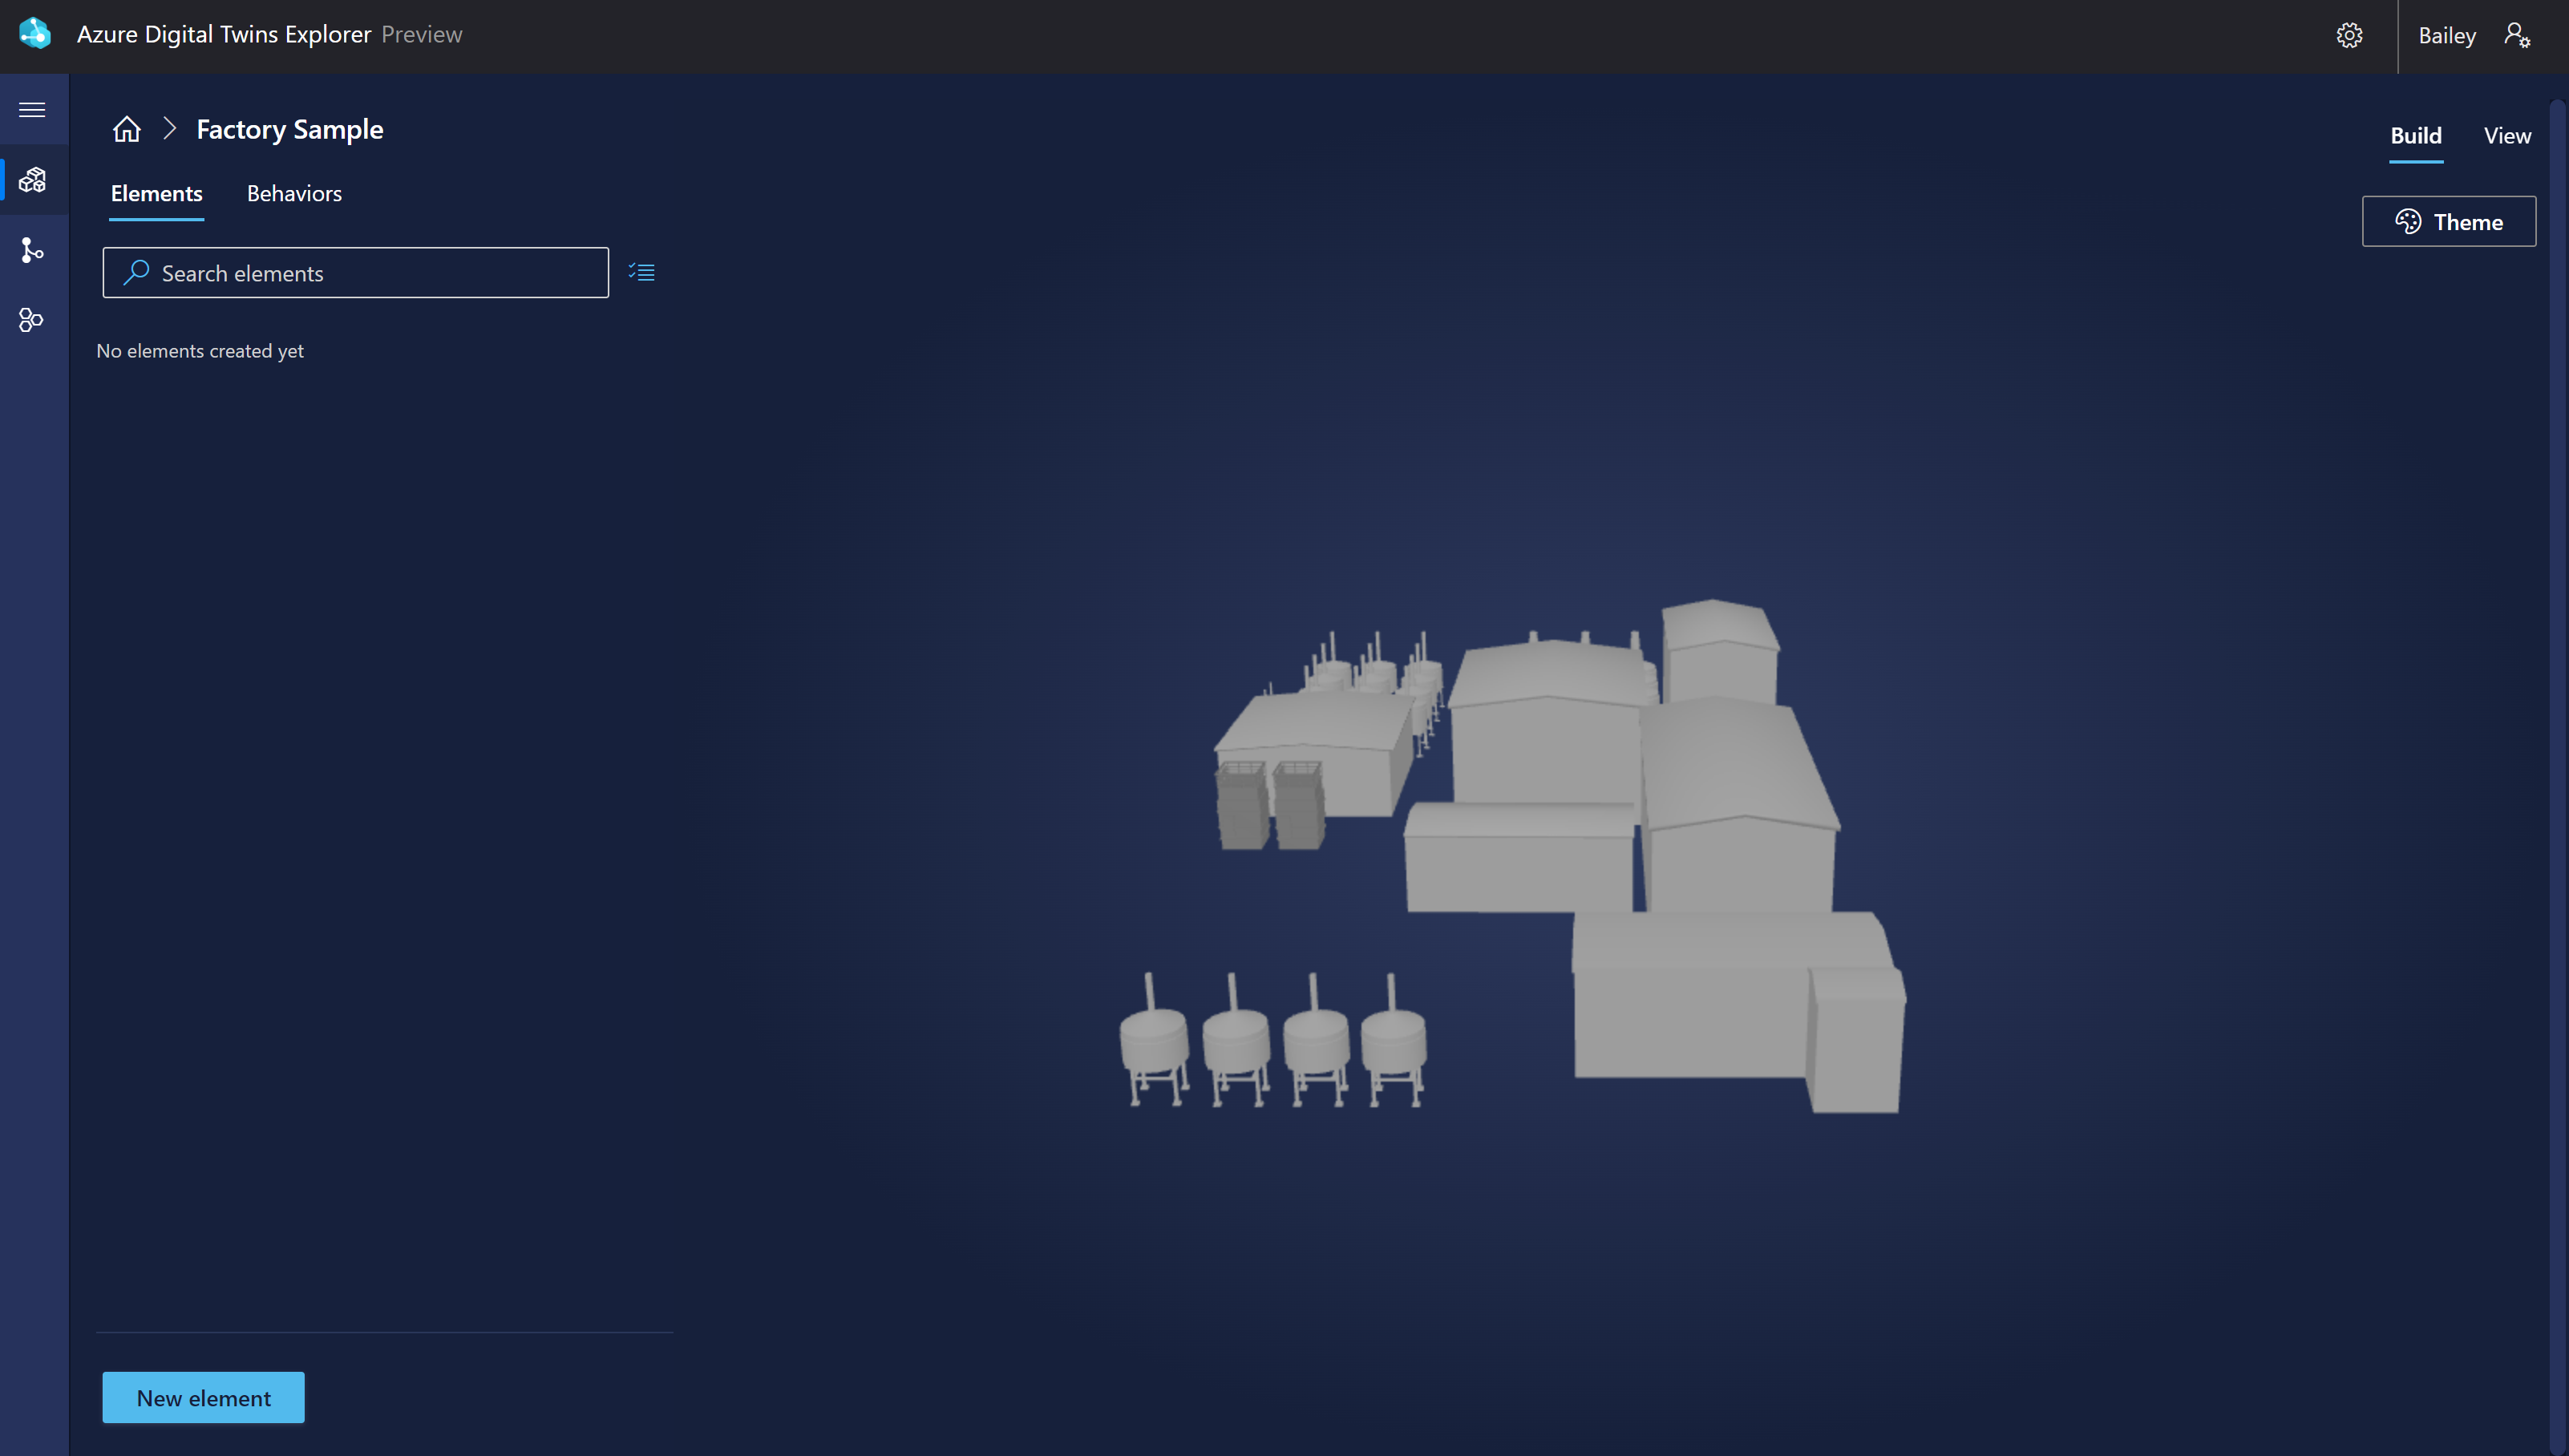 Azure Digital Twins Explorer Preview
Bailey
Factory Sample
Build View
Elements Behaviors
Theme
Search elements
No elements created yet
New element